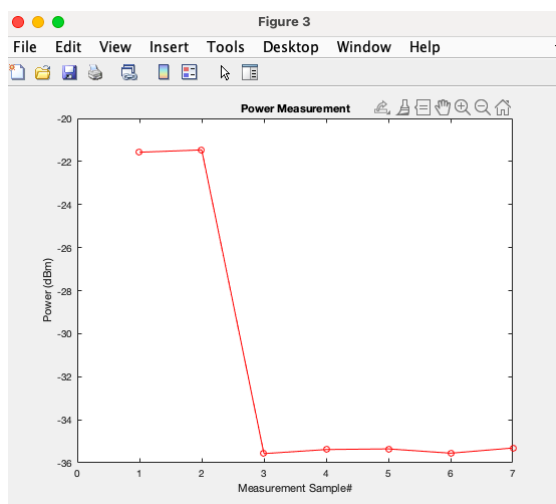 Figure 3
File Edit View Insert Tools Desktop Window Help
Power Measurement
-20
-22
-24
-26
-28
-30
-32
-34
-36
Power (dBm)
0 1 2 3 4 5 6 7
Measurement Sample#